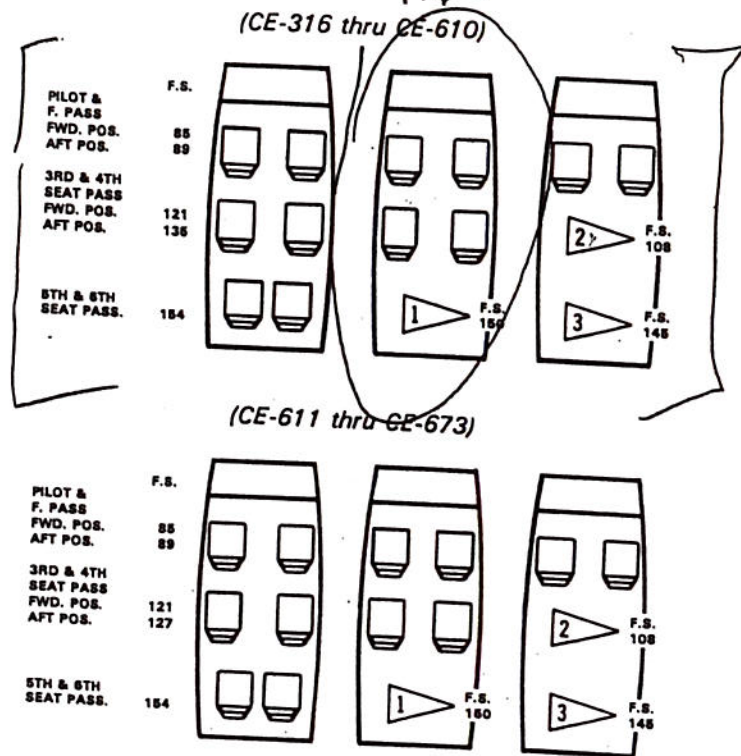 (CE-316 thru CE-610)
F.S.
PILOT &
F. PASS
FWD. POS. 85
AFT POS. 89
3RD & 4TH
SEAT PASS
FWD. POS. 121
AFT POS. 136
2 F.S.
108
5TH & 6TH
SEAT PASS. 154
1 F.S.
150
3 F.S.
145
(CE-611 thru CE-673)
F.S.
PILOT &
F. PASS
FWD. POS. 85
AFT POS. 89
3RD & 4TH
SEAT PASS
FWD. POS. 121
AFT POS. 127
2 F.S.
108
5TH & 6TH
SEAT PASS. 154
1 F.S.
150
3 F.S.
145